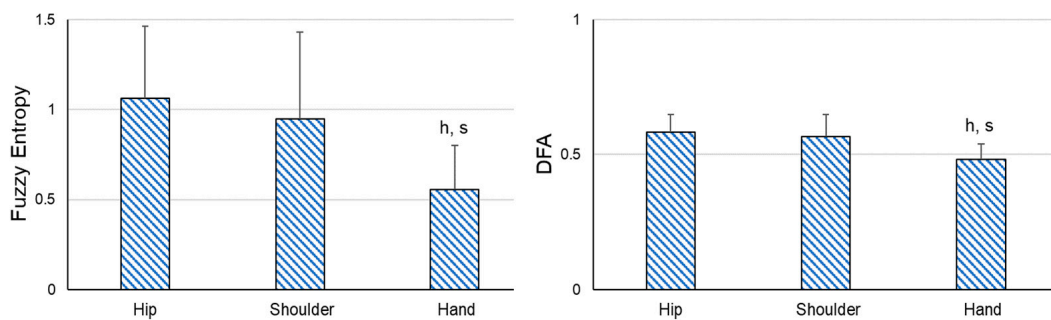 Fuzzy Entropy
1.5
1
0.5
0
h, s
Hip
Shoulder
Hand
DFA
1
0.5
0
h, s
Hip
Shoulder
Hand